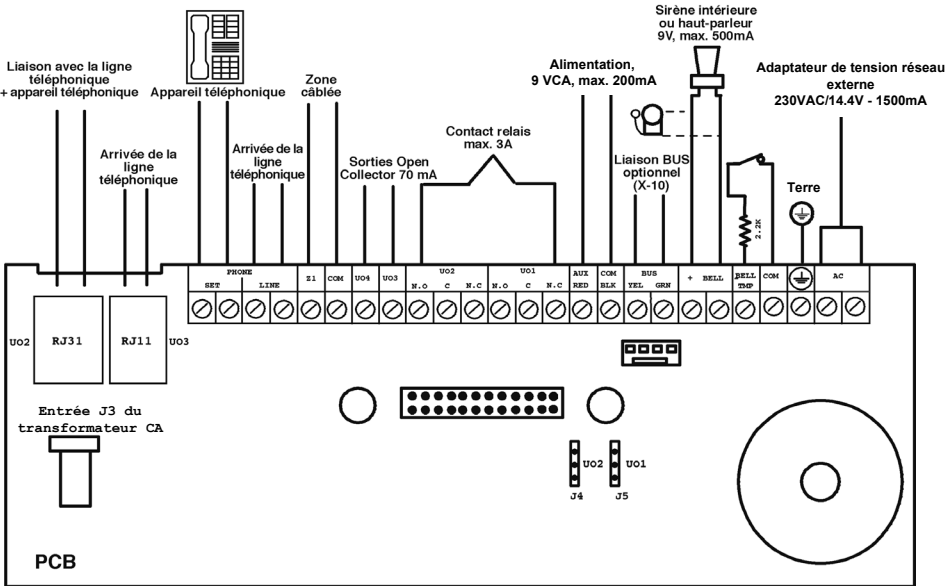 Sirène intérieure
ou haut-parleur
9V, max. 500mA
Liaison avec la ligne
téléphonique
+ appareil téléphonique
Appareil téléphonique
Zone
câblée
Alimentation,
9 VCA, max. 200mA
Adaptateur de tension réseau
externe
230VAC/14.4V - 1500mA
Arrivée de la
ligne
téléphonique
Arrivée de la
ligne
téléphonique
Sorties Open
Collector 70 mA
Contact relais
max. 3A
Liaison BUS
optionnel
(X-10)
2.2K
Terre
PHONE
SET
LINE
Z1
COM
UO4
UO3
UO2
N.O
C
N.C
UO1
N.O
C
N.C
AUX
RED
COM
BLK
BUS
YEL
GRN
+ BELL
BELL
TMP
COM
AC
UO2
RJ31
RJ11
UO3
Entrée J3 du
transformateur CA
UO2
UO1
J4
J5
PCB